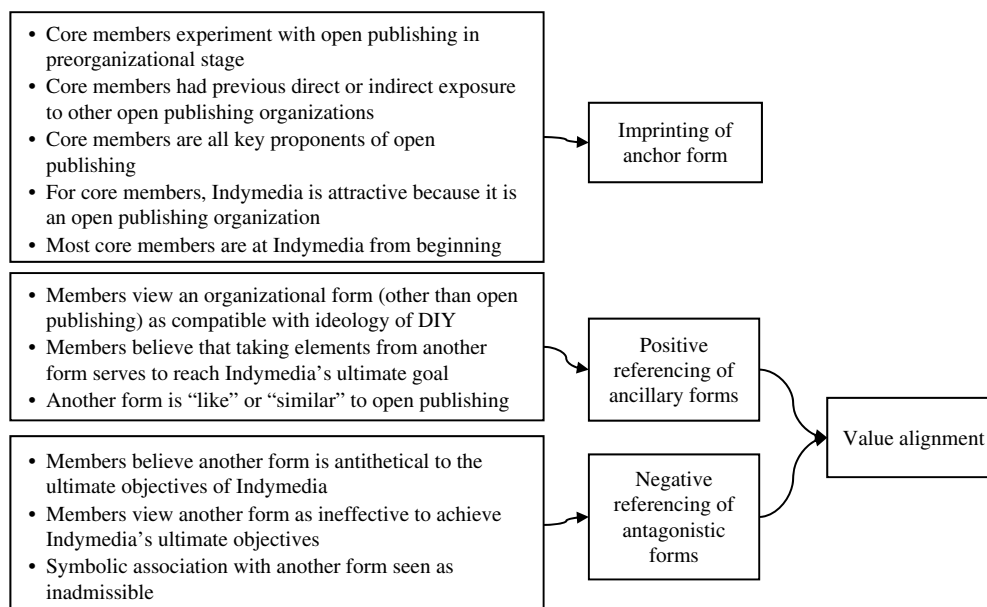 • Core members experiment with open publishing in
preorganizational stage
• Core members had previous direct or indirect exposure
to other open publishing organizations
• Core members are all key proponents of open
publishing
• For core members, Indymedia is attractive because it is
an open publishing organization
• Most core members are at Indymedia from beginning
Imprinting of
anchor form
• Members view an organizational form (other than open
publishing) as compatible with ideology of DIY
• Members believe that taking elements from another
form serves to reach Indymedia’s ultimate goal
• Another form is “like” or “similar” to open publishing
Positive
referencing of
ancillary forms
• Members believe another form is antithetical to the
ultimate objectives of Indymedia
• Members view another form as ineffective to achieve
Indymedia’s ultimate objectives
• Symbolic association with another form seen as
inadmissible
Negative
referencing of
antagonistic
forms
Value alignment